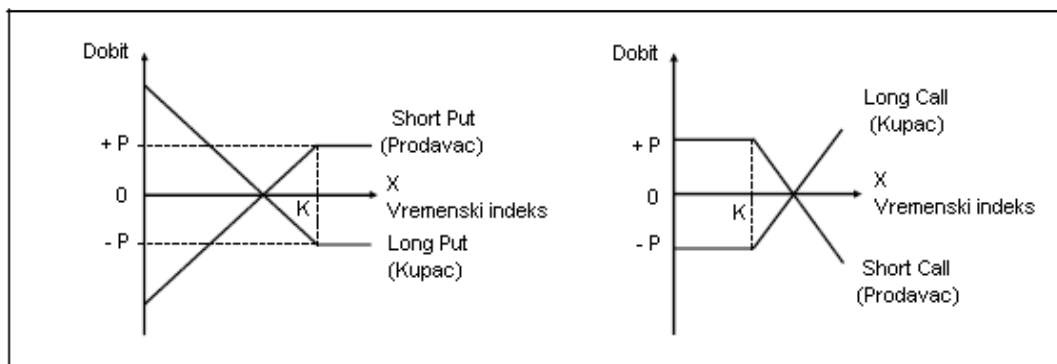 Dobit
Short Put
(Prodavac)
+ P
0
- P
K
X
Vremenski indeks
Long Put
(Kupac)
Dobit
Long Call
(Kupac)
+ P
0
- P
K
X
Vremenski indeks
Short Call
(Prodavac)